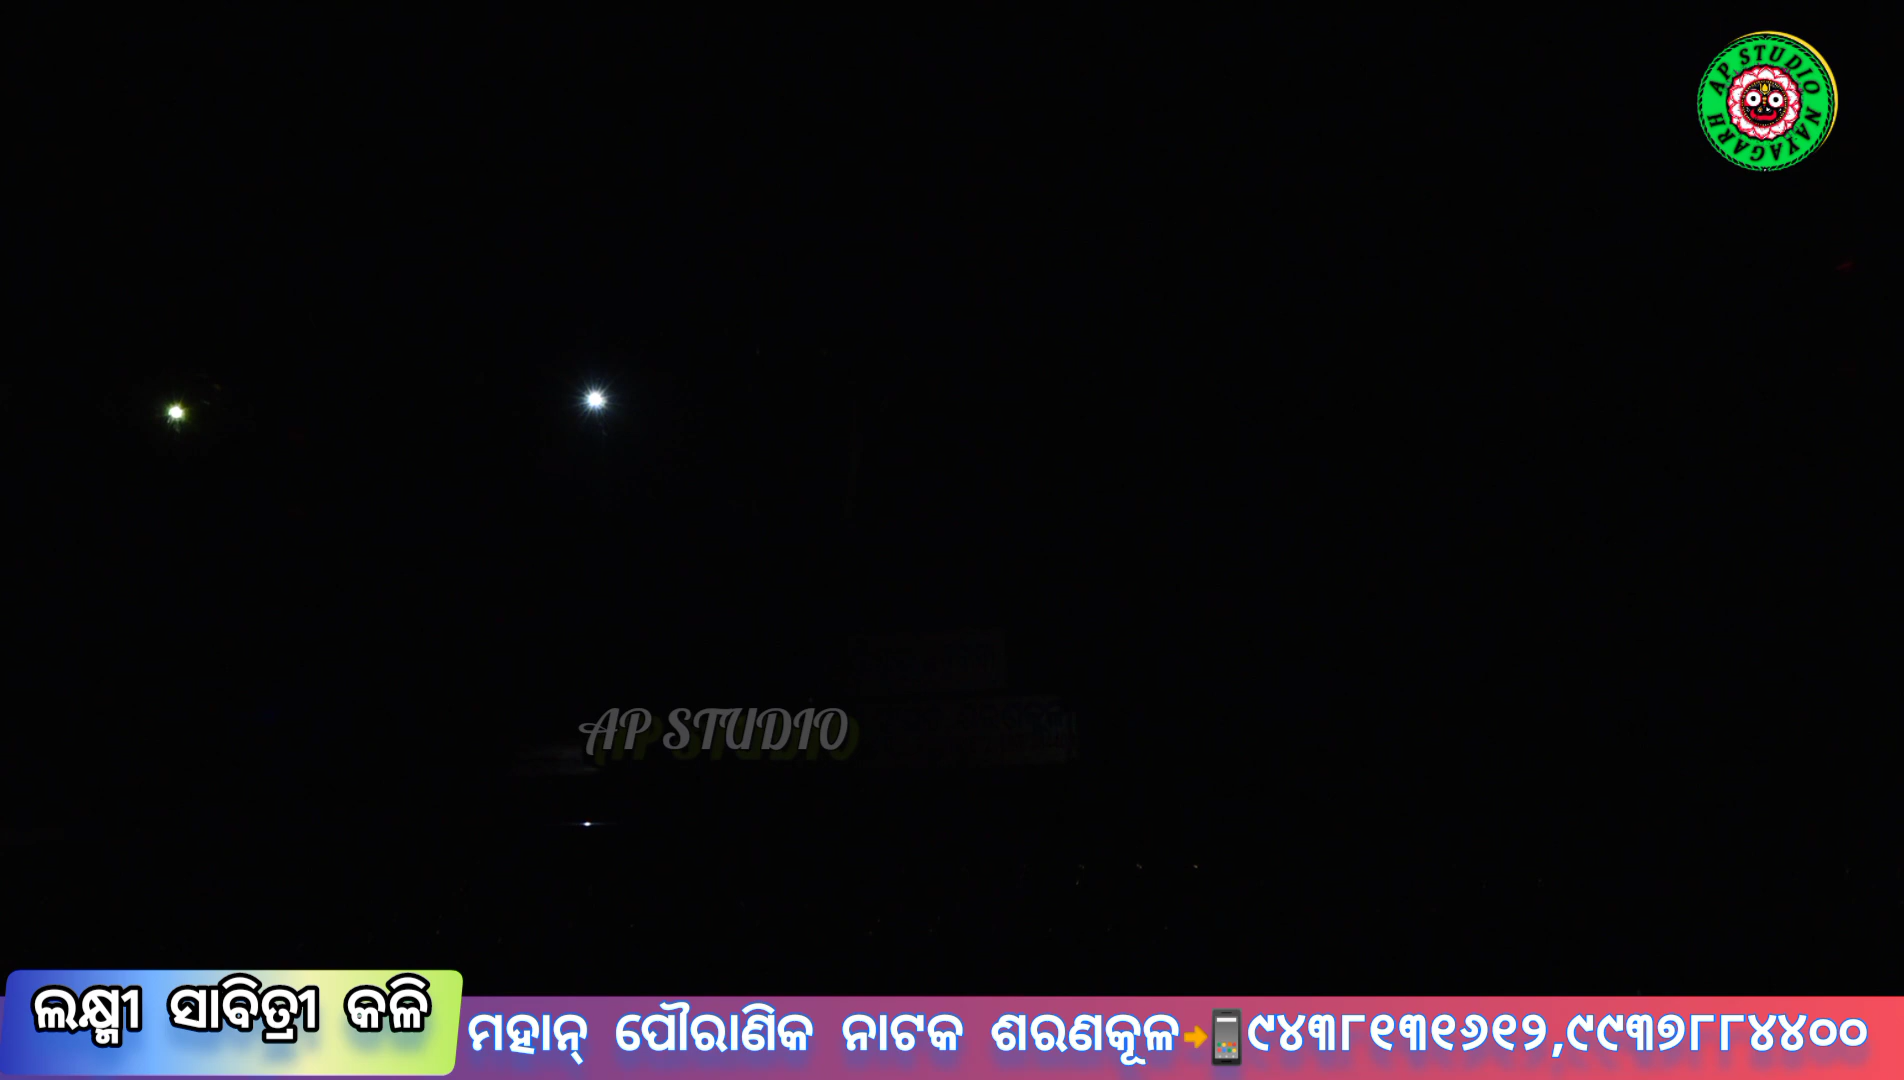 AP STUDIO NAYAGARH
AP STUDIO
ଲକ୍ଷ୍ମୀ ସାବିତ୍ରୀ କଳି
ମହାନ୍ ପୌରାଣିକ ନାଟକ ଶରଣକୂଳ➔📱୯୪୩୮୧୩୧୬୧୨,୯୯୩୭୮୮୪୪୦୦